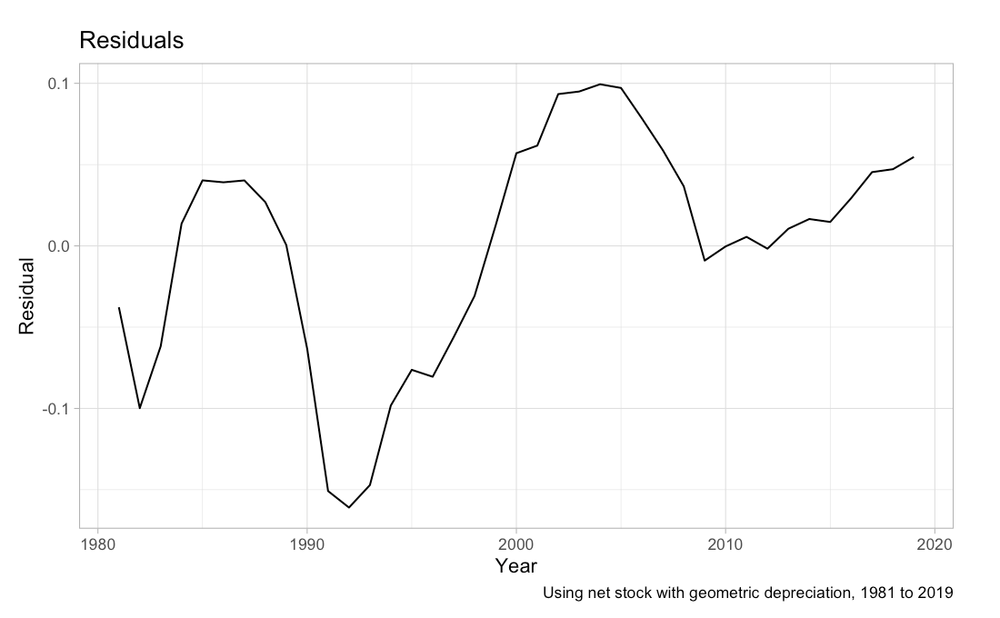 Residuals
0.1
0.0
-0.1
Residual
1980 1990 2000 2010 2020
Year
Using net stock with geometric depreciation, 1981 to 2019